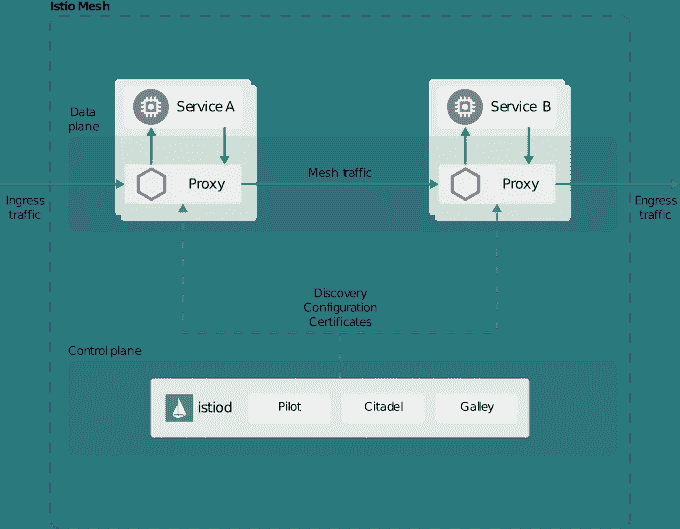 Istio Mesh
Data
plane
Service A
Service B
Proxy
Mesh traffic
Proxy
Ingress
traffic
Engress
traffic
Discovery
Configuration
Certificates
Control plane
istiod
Pilot
Citadel
Galley